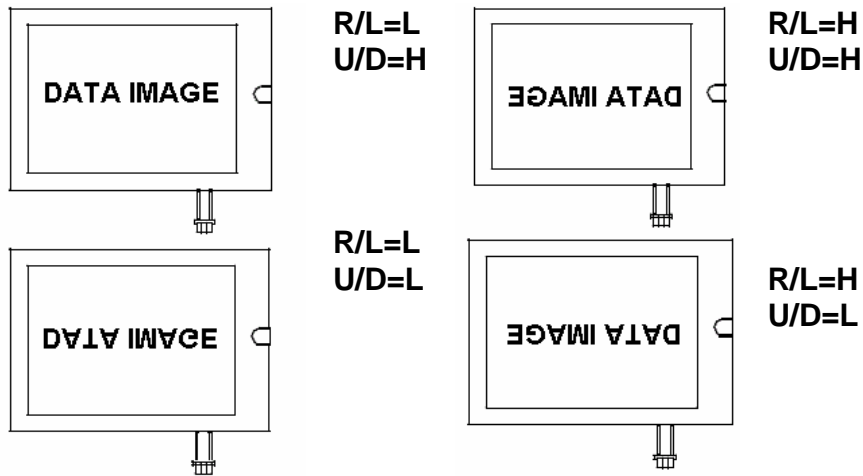 R/L=L
U/D=H
DATA IMAGE
R/L=H
U/D=H
DATA IMAGE
R/L=L
U/D=L
DATA IMAGE
R/L=H
U/D=L
DATA IMAGE